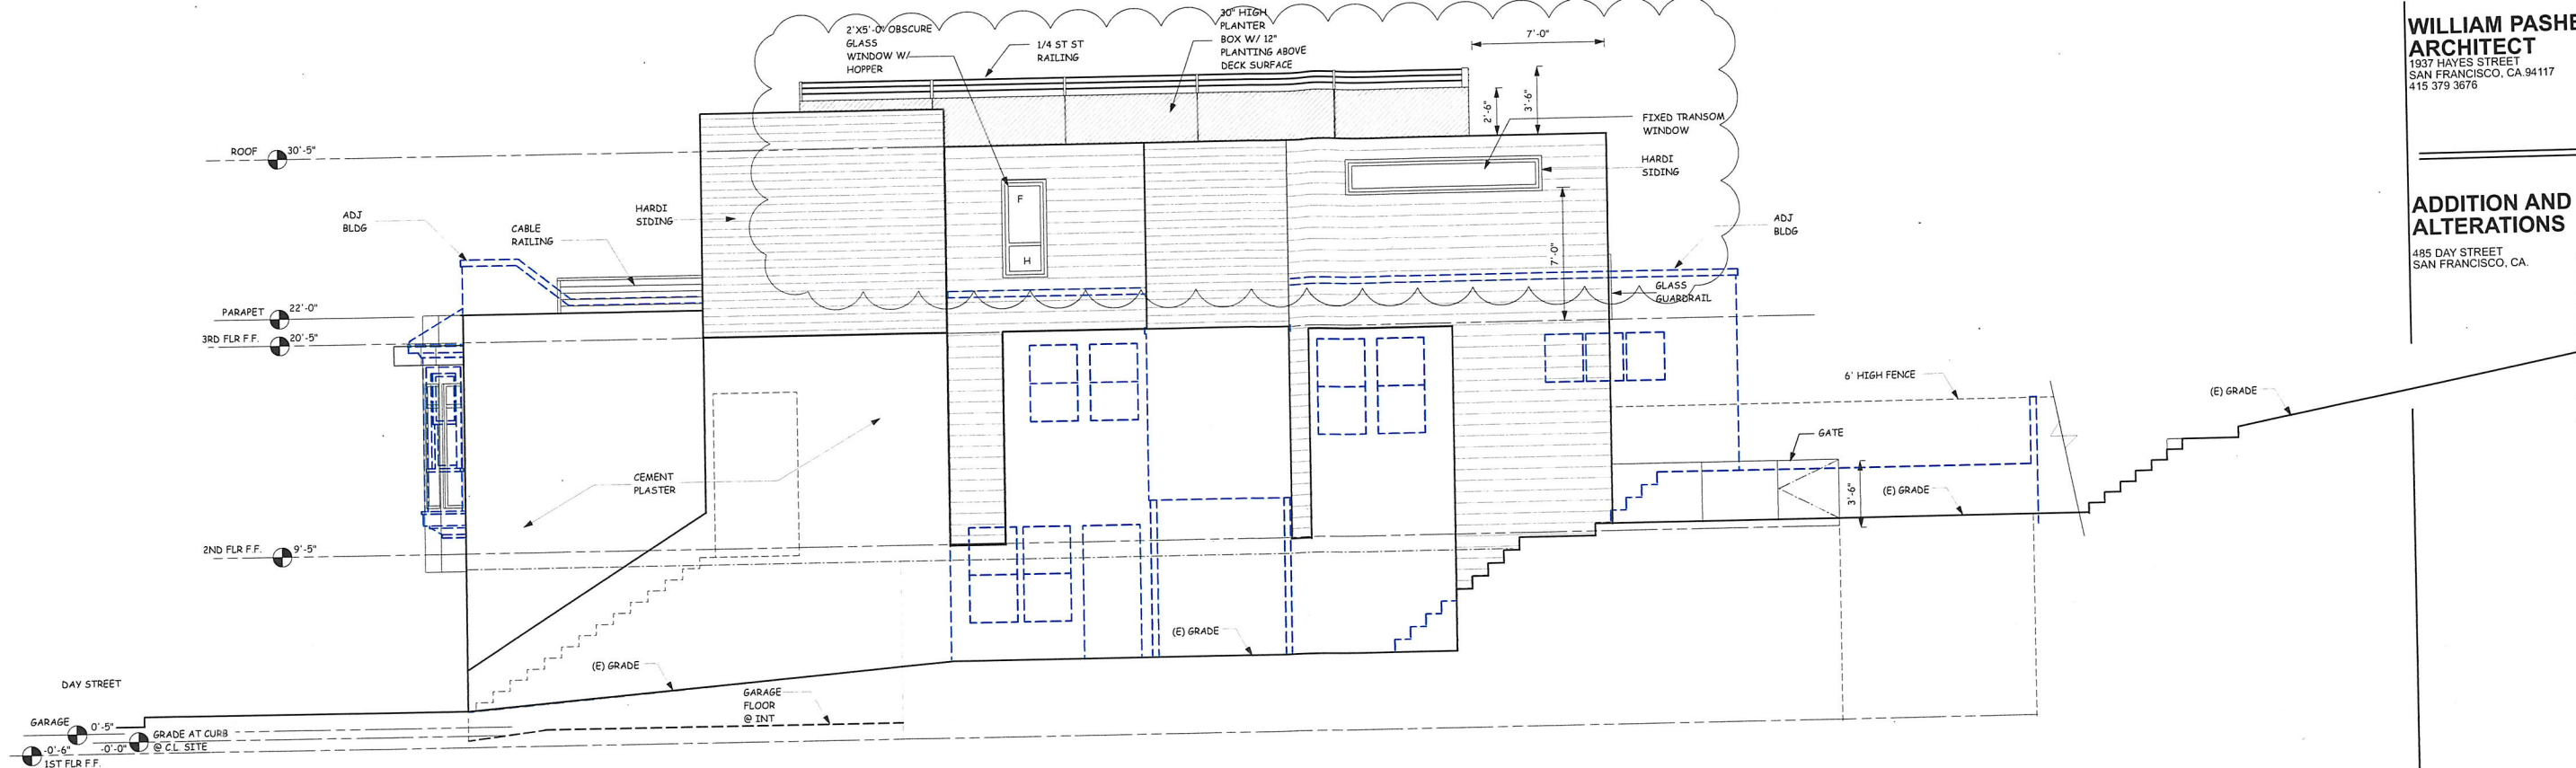 WILLIAM
ARCHITECT
1937 HAYES STREET
SAN FRANCISCO, CA.94117
415 379 3676
ADDITION AND
ALTERATIONS
485 DAY STREET
SAN FRANCISCO, CA.
2'X5'-0" OBSCURE
GLASS
WINDOW W/
HOPPER
1/4 ST ST
RAILING
30" HIGH
PLANTER
BOX W/ 12"
PLANTING ABOVE
DECK SURFACE
7'-0"
2'-6"
3'-6"
FIXED TRANSOM
WINDOW
HARDI
SIDING
ROOF 30'-5"
ADJ
BLDG
CABLE
RAILING
HARDI
SIDING
F
H
7'-0"
ADJ
BLDG
GLASS
GUARDRAIL
PARAPET 22'-0"
3RD FLR F.F. 20'-5"
6' HIGH FENCE
(E) GRADE
GATE
CEMENT
PLASTER
3'-6"
(E) GRADE
2ND FLR F.F. 9'-5"
(E) GRADE
(E) GRADE
DAY STREET
GARAGE
FLOOR
@ INT
GARAGE 0'-5"
-0'-0" GRADE AT CURB
@ C.L SITE
-0'-6"
1ST FLR F.F.